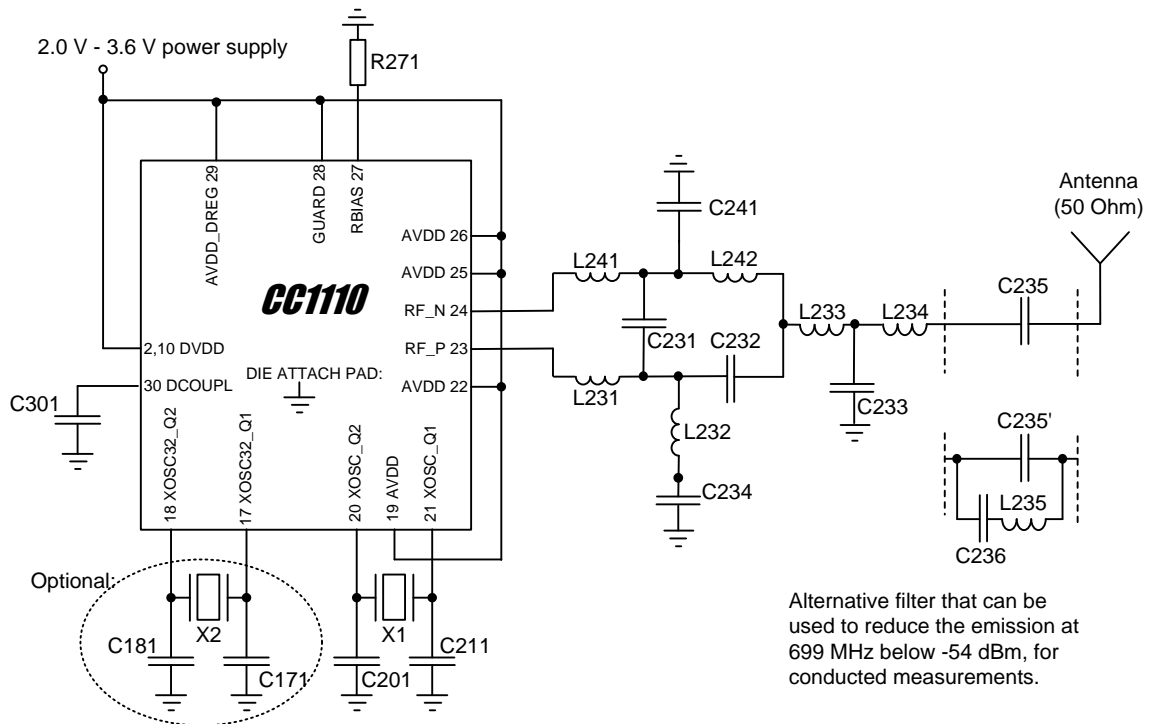 2.0 V - 3.6 V power supply
R271
AVDD_DREG 29
GUARD 28
RBIAS 27
AVDD 26
AVDD 25
RF_N 24
RF_P 23
AVDD 22
CC1110
2,10 DVDD
30 DCOUPL
DIE ATTACH PAD:
18 XOSC32_Q2
17 XOSC32_Q1
20 XOSC_Q2
19 AVDD
21 XOSC_Q1
C301
Optional:
X2
C181
C171
X1
C201
C211
C241
L241
L242
C231
C232
L231
L232
C234
L233
L234
C233
C235
Antenna
(50 Ohm)
C235'
L235
C236
Alternative filter that can be
used to reduce the emission at
699 MHz below -54 dBm, for
conducted measurements.